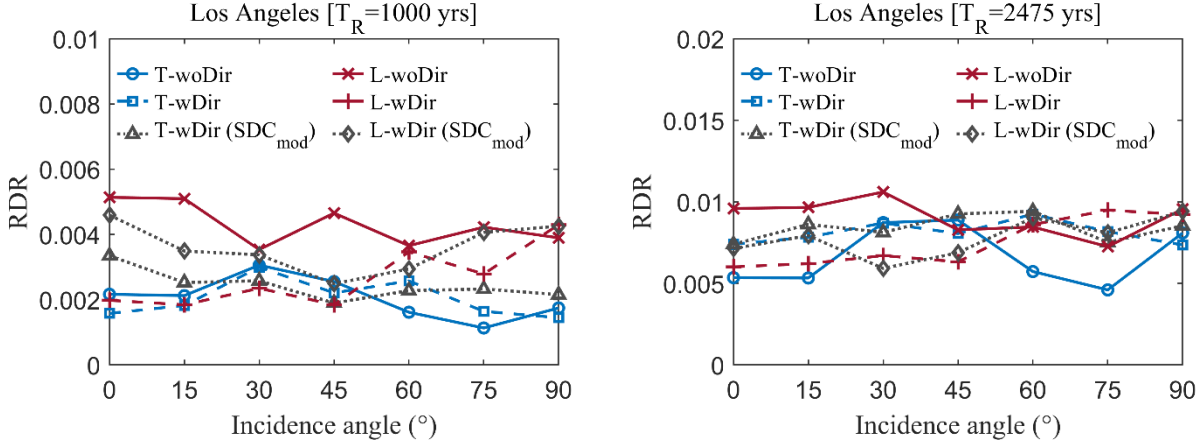 Los Angeles [T_R=1000 yrs]
0.01
0.008
0.006
0.004
0.002
0
RDR
T-woDir
T-wDir
T-wDir (SDC_mod)
L-woDir
L-wDir
L-wDir (SDC_mod)
0 15 30 45 60 75 90
Incidence angle (°)
Los Angeles [T_R=2475 yrs]
0.02
0.015
0.01
0.005
0
RDR
T-woDir
T-wDir
T-wDir (SDC_mod)
L-woDir
L-wDir
L-wDir (SDC_mod)
0 15 30 45 60 75 90
Incidence angle (°)